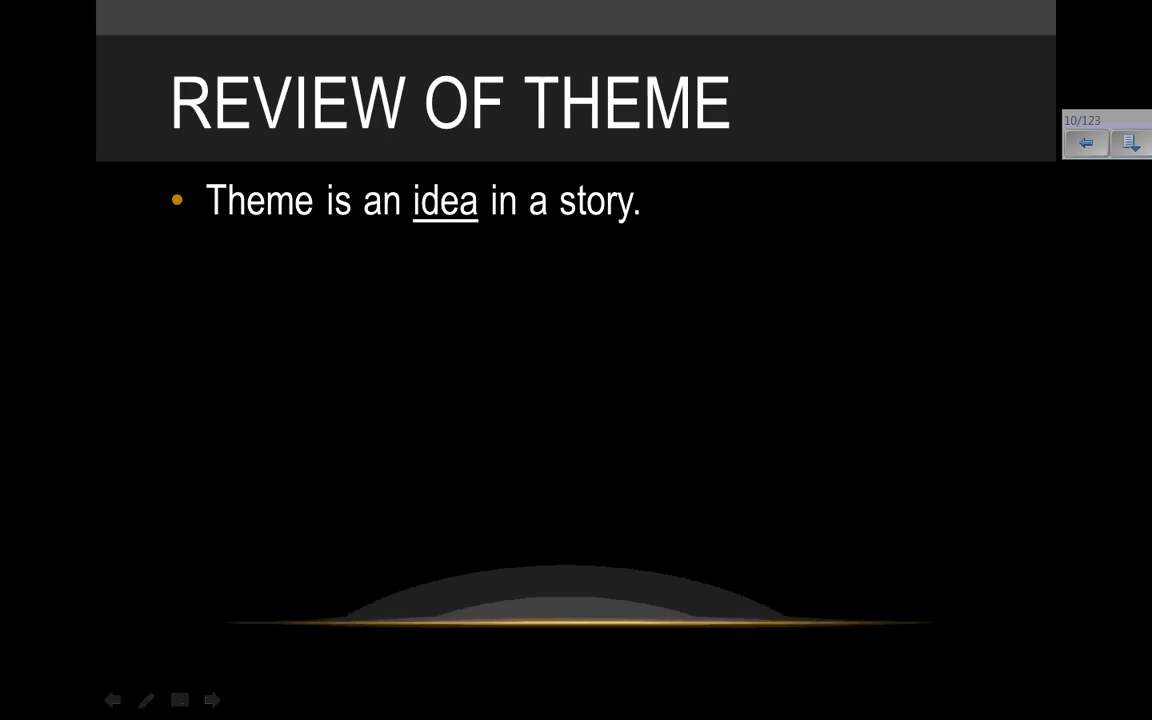 REVIEW OF THEME
10/123
• Theme is an idea in a story.